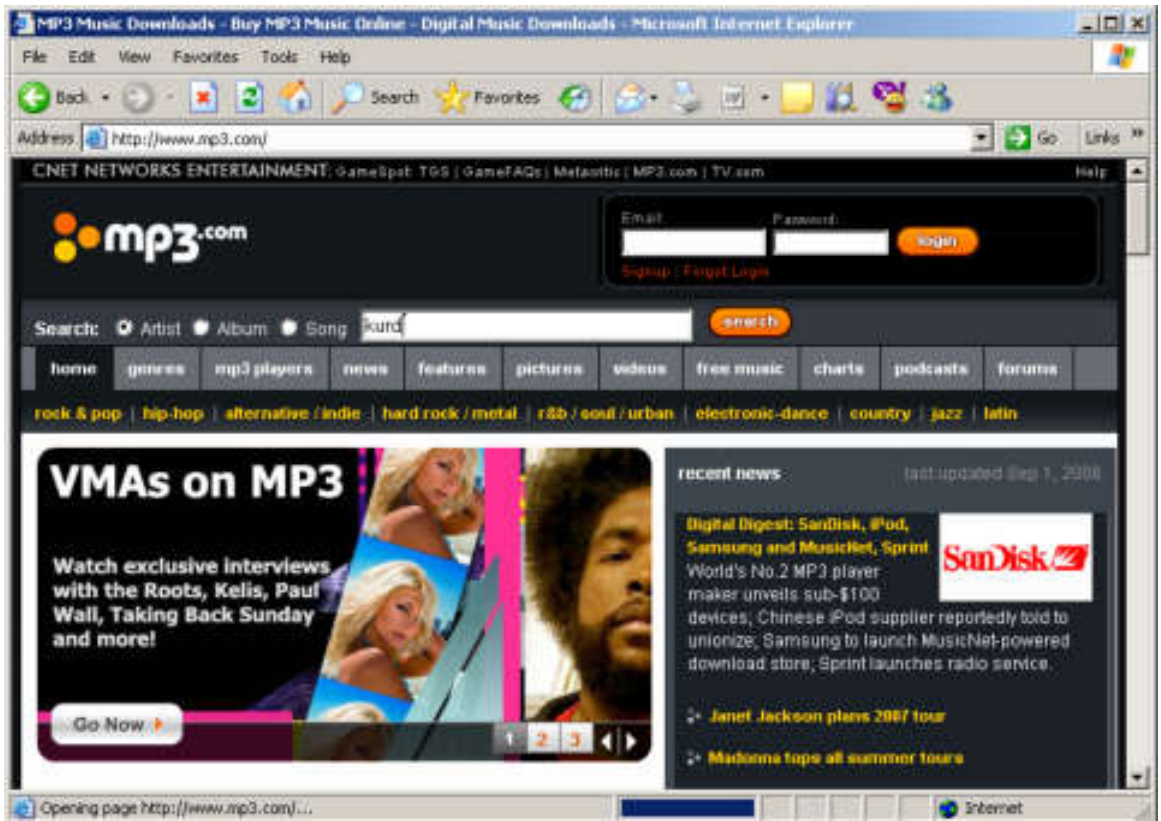 MP3 Music Downloads - Buy MP3 Music Online - Digital Music Downloads - Microsoft Internet Explorer
File Edit View Favorites Tools Help
Back Search Favorites
Address http://www.mp3.com/ Go Links »
CNET NETWORKS ENTERTAINMENT: GameSpot TGS | GameFAQs | Metacritic | MP3.com | TV.com Help
mp3.com
Email: Password:
login
Signup | Forgot Login
Search: Artist Album Song kurd search
home genres mp3 players news features pictures videos free music charts podcasts forums
rock & pop | hip-hop | alternative / indie | hard rock / metal | r&b / soul / urban | electronic-dance | country | jazz | latin
VMAs on MP3
Watch exclusive interviews
with the Roots, Kelis, Paul
Wall, Taking Back Sunday
and more!
Go Now
1 2 3
recent news last updated Sep 1,
Digital Digest: SanDisk, iPod,
Samsung and MusicNet, Sprint
SanDisk
World's No.2 MP3 player
maker unveils sub-$100
devices; Chinese iPod supplier reportedly told to
unionize; Samsung to launch MusicNet-powered
download store; Sprint launches radio service.
Janet Jackson plans 2007 tour
Madonna tops all summer tours
Opening page http://www.mp3.com/... Internet